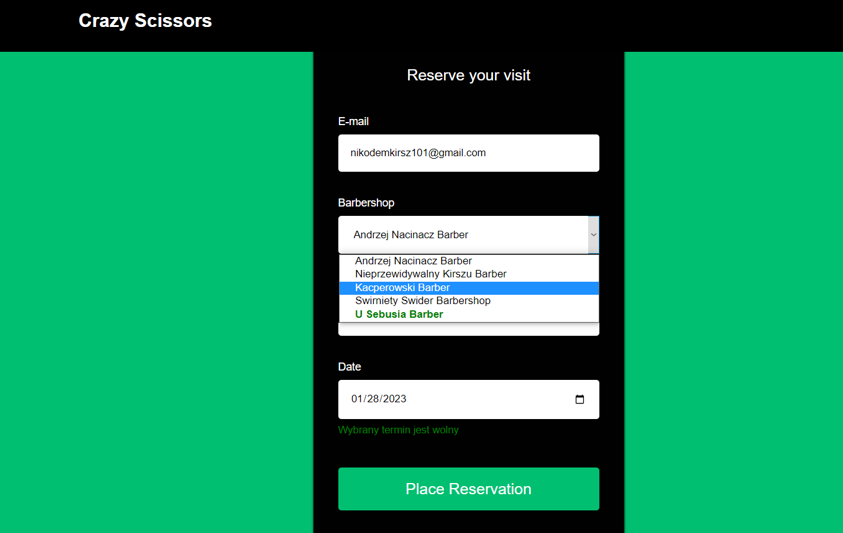 Crazy Scissors
Reserve your visit
E-mail
nikodemkirsz101@gmail.com
Barbershop
Andrzej Nacinacz Barber
Andrzej Nacinacz Barber
Nieprzewidywalny Kirszu Barber
Kacperowski Barber
Swirniety Swider Barbershop
U Sebusia Barber
Date
01/28/2023
Wybrany termin jest wolny
Place Reservation